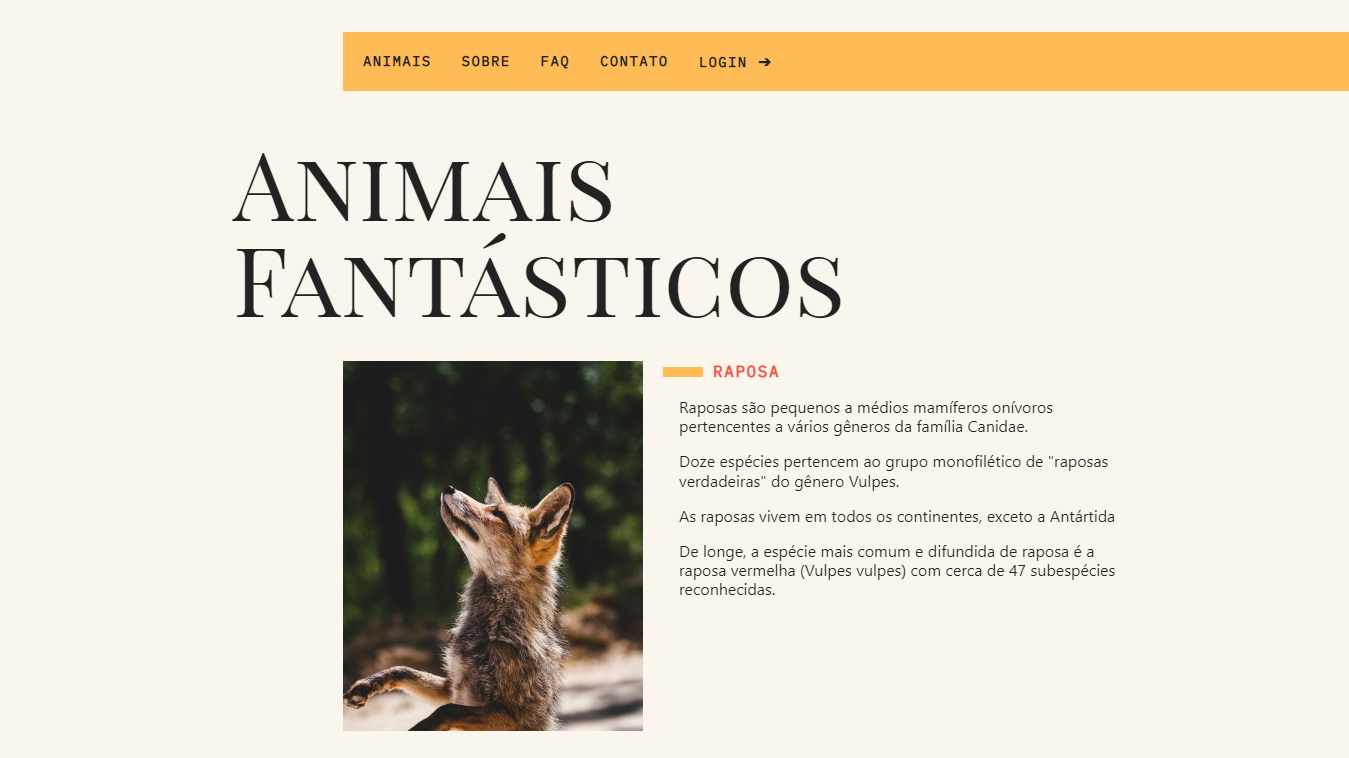 ANIMAIS SOBRE FAQ CONTATO LOGIN ➔
ANIMAIS
FANTÁSTICOS
RAPOSA
Raposas são pequenos a médios mamíferos onívoros
pertencentes a vários gêneros da família Canidae.
Doze espécies pertencem ao grupo monofilético de "raposas
verdadeiras" do gênero Vulpes.
As raposas vivem em todos os continentes, exceto a Antártida
De longe, a espécie mais comum e difundida de raposa é a
raposa vermelha (Vulpes vulpes) com cerca de 47 subespécies
reconhecidas.